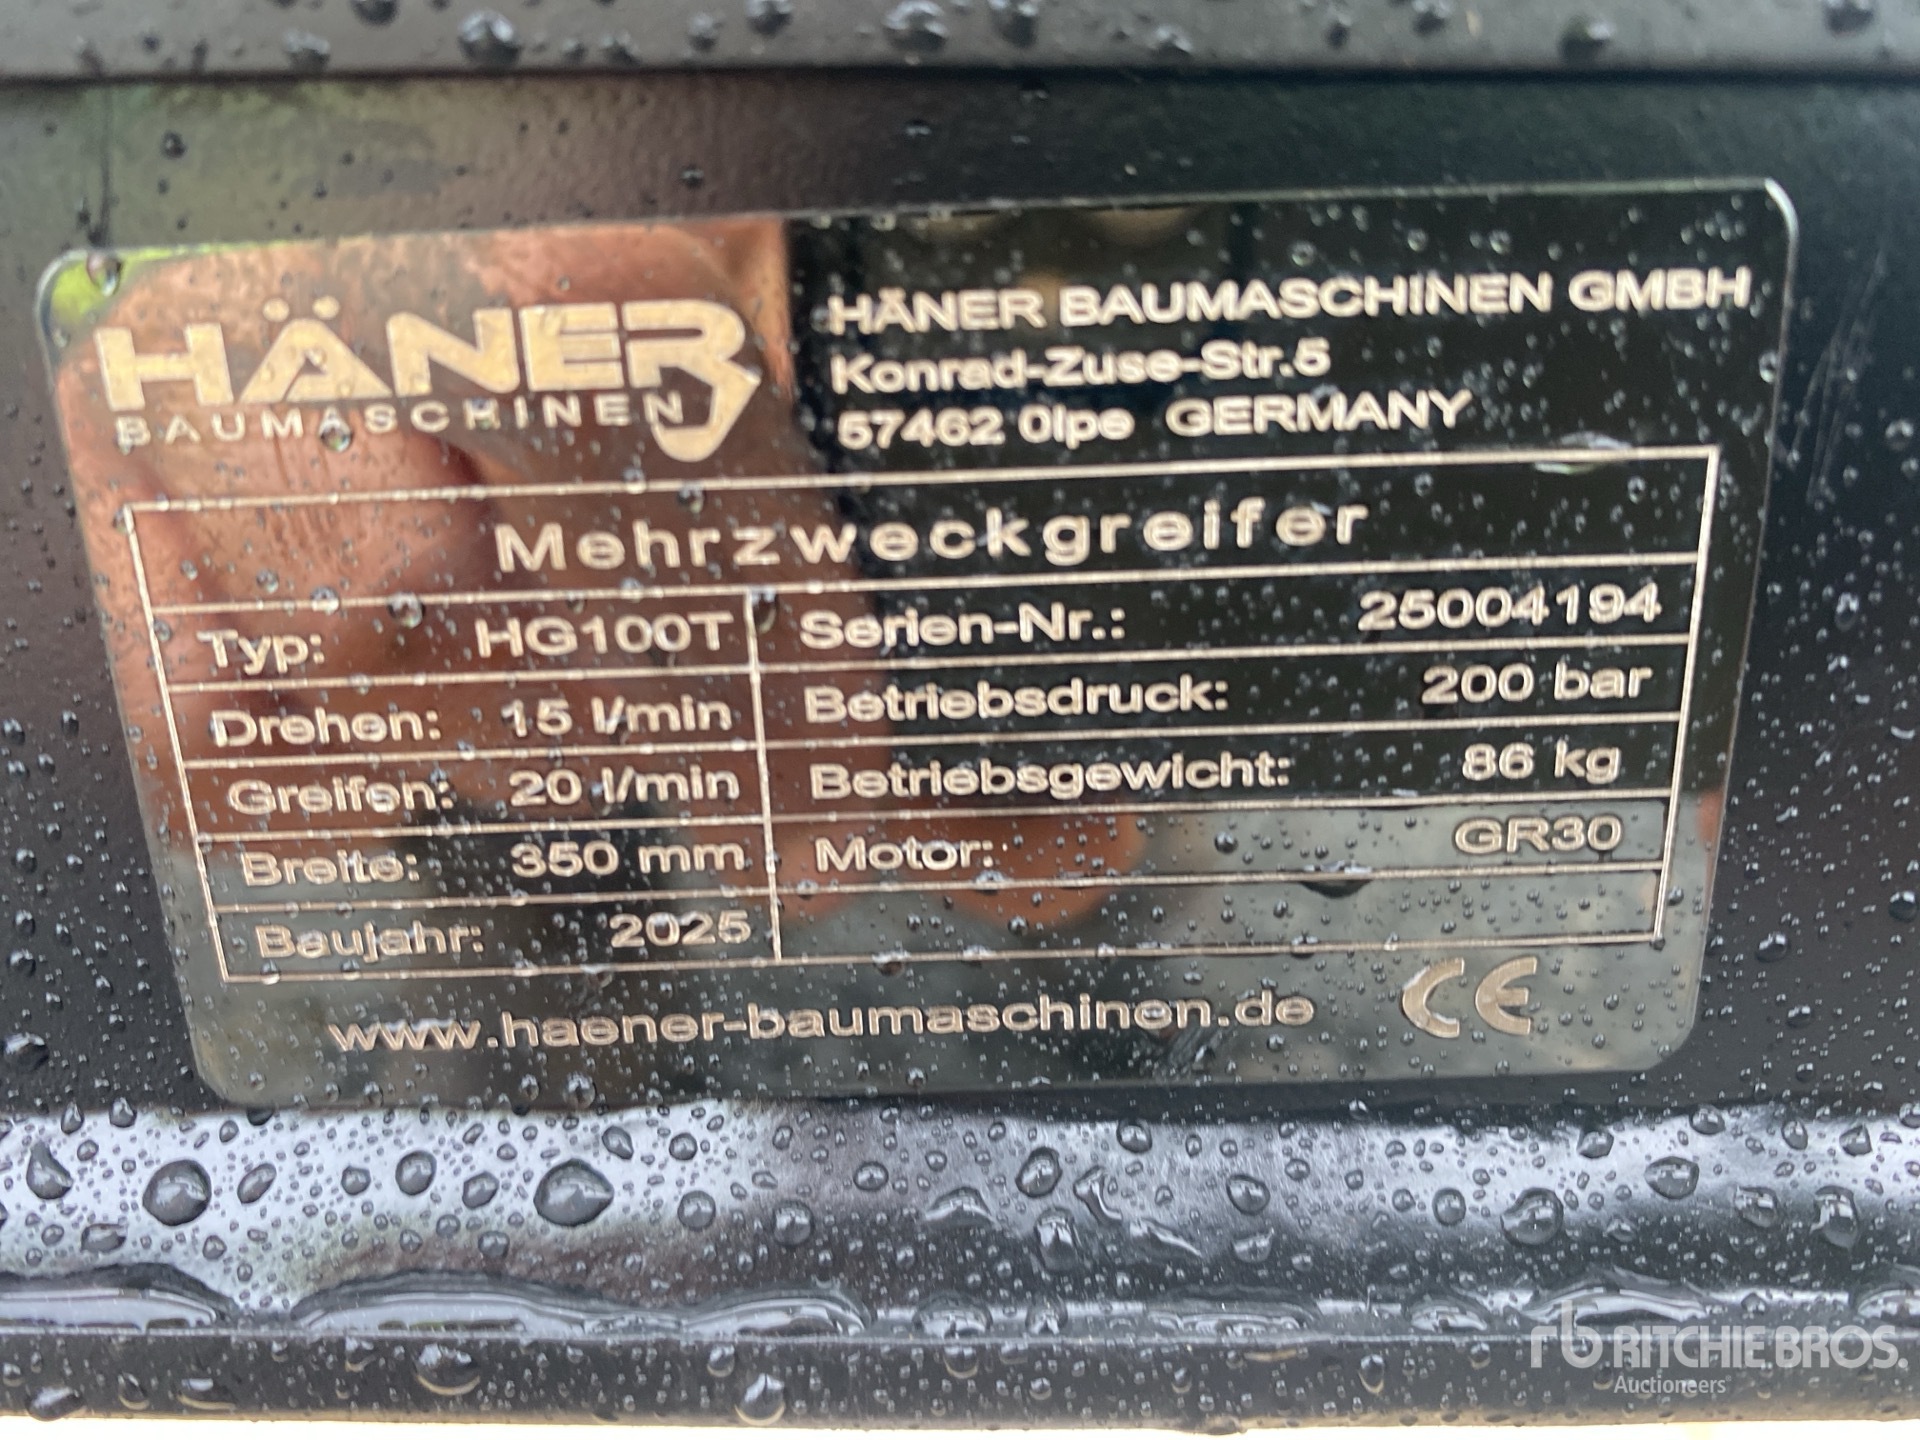 HÄNER
BAUMASCHINEN
HÄNER BAUMASCHINEN GMBH
Konrad-Zuse-Str.5
57462 Olpe GERMANY
Mehrzweckgreifer
Typ: HG100T Serien-Nr.: 25004194
Drehen: 15 l/min Betriebsdruck: 200 bar
Greifen: 20 l/min Betriebsgewicht: 86 kg
Breite: 350 mm Motor: GR30
Baujahr: 2025
www.haener-baumaschinen.de CE
rb RITCHIE BROS.
Auctioneers